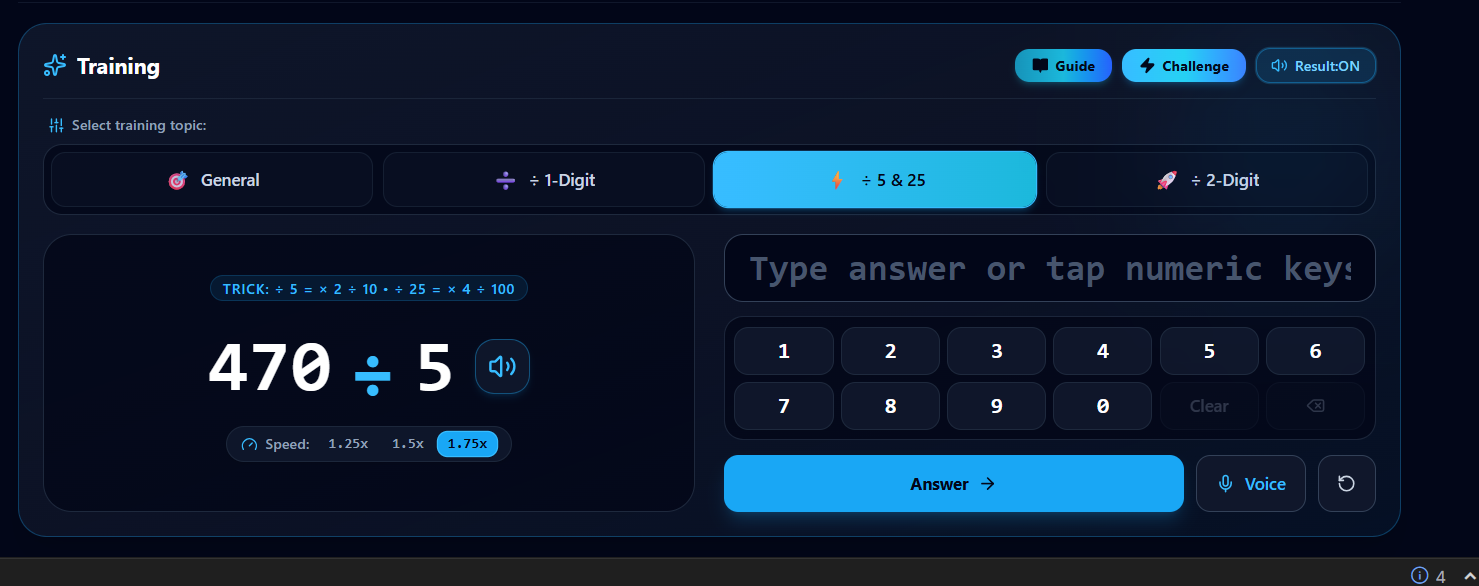 Training
Guide
Challenge
Result:ON
Select training topic:
General
÷ 1-Digit
÷ 5 & 25
÷ 2-Digit
TRICK: ÷ 5 = × 2 ÷ 10 • ÷ 25 = × 4 ÷ 100
470 ÷ 5
Speed: 1.25x 1.5x 1.75x
Type answer or tap numeric keys
1 2 3 4 5 6
7 8 9 0 Clear
Answer →
Voice
4